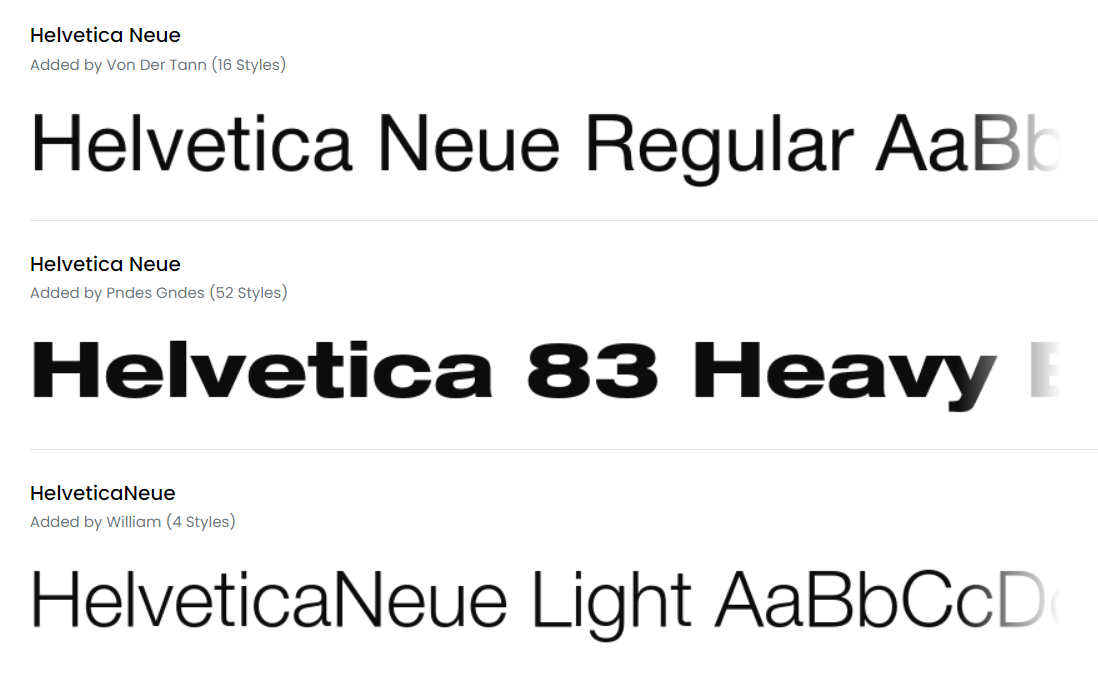 Helvetica Neue
Added by Von Der Tann (16 Styles)
Helvetica Neue Regular AaBb
Helvetica Neue
Added by Pndes Gndes (52 Styles)
Helvetica 83 Heavy E
HelveticaNeue
Added by William (4 Styles)
HelveticaNeue Light AaBbCcD